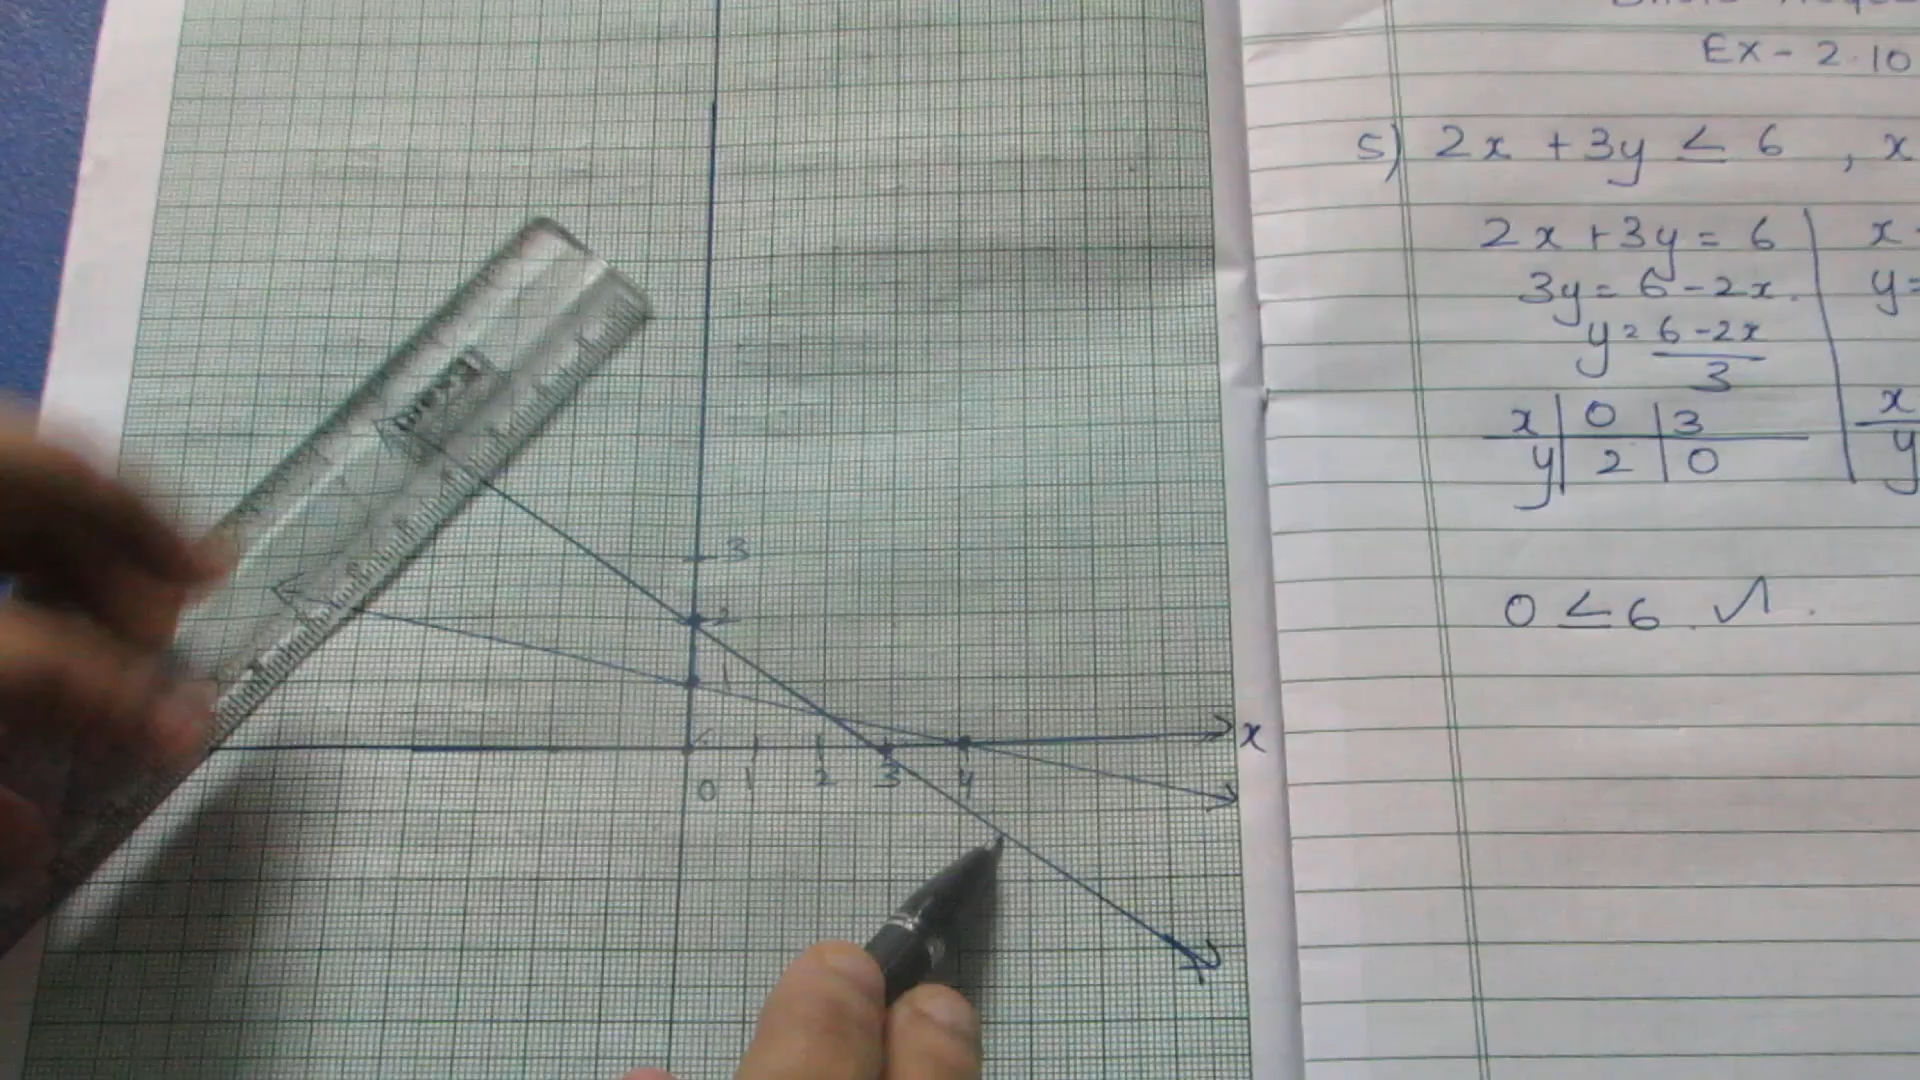 Ex - 2.10
5) 2x + 3y ≤ 6 , x
2x + 3y = 6
x -
3y = 6 - 2x.
y =
y = 6 - 2x
3
x | 0 | 3
y | 2 | 0
x
y
0 ≤ 6.
3
2
1
x
0 1 2 3 4